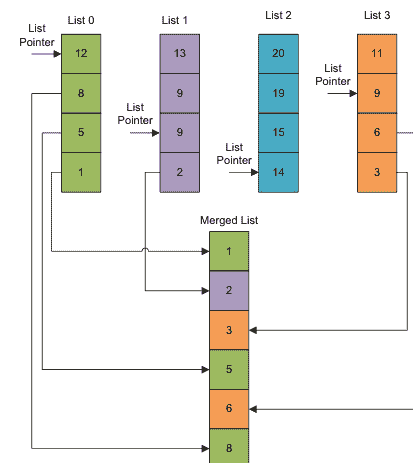 List 0
List 1
List 2
List 3
List
Pointer
12
8
5
1
List
Pointer
13
9
9
2
List
Pointer
20
19
15
14
List
Pointer
11
9
6
3
Merged List
1
2
3
5
6
8